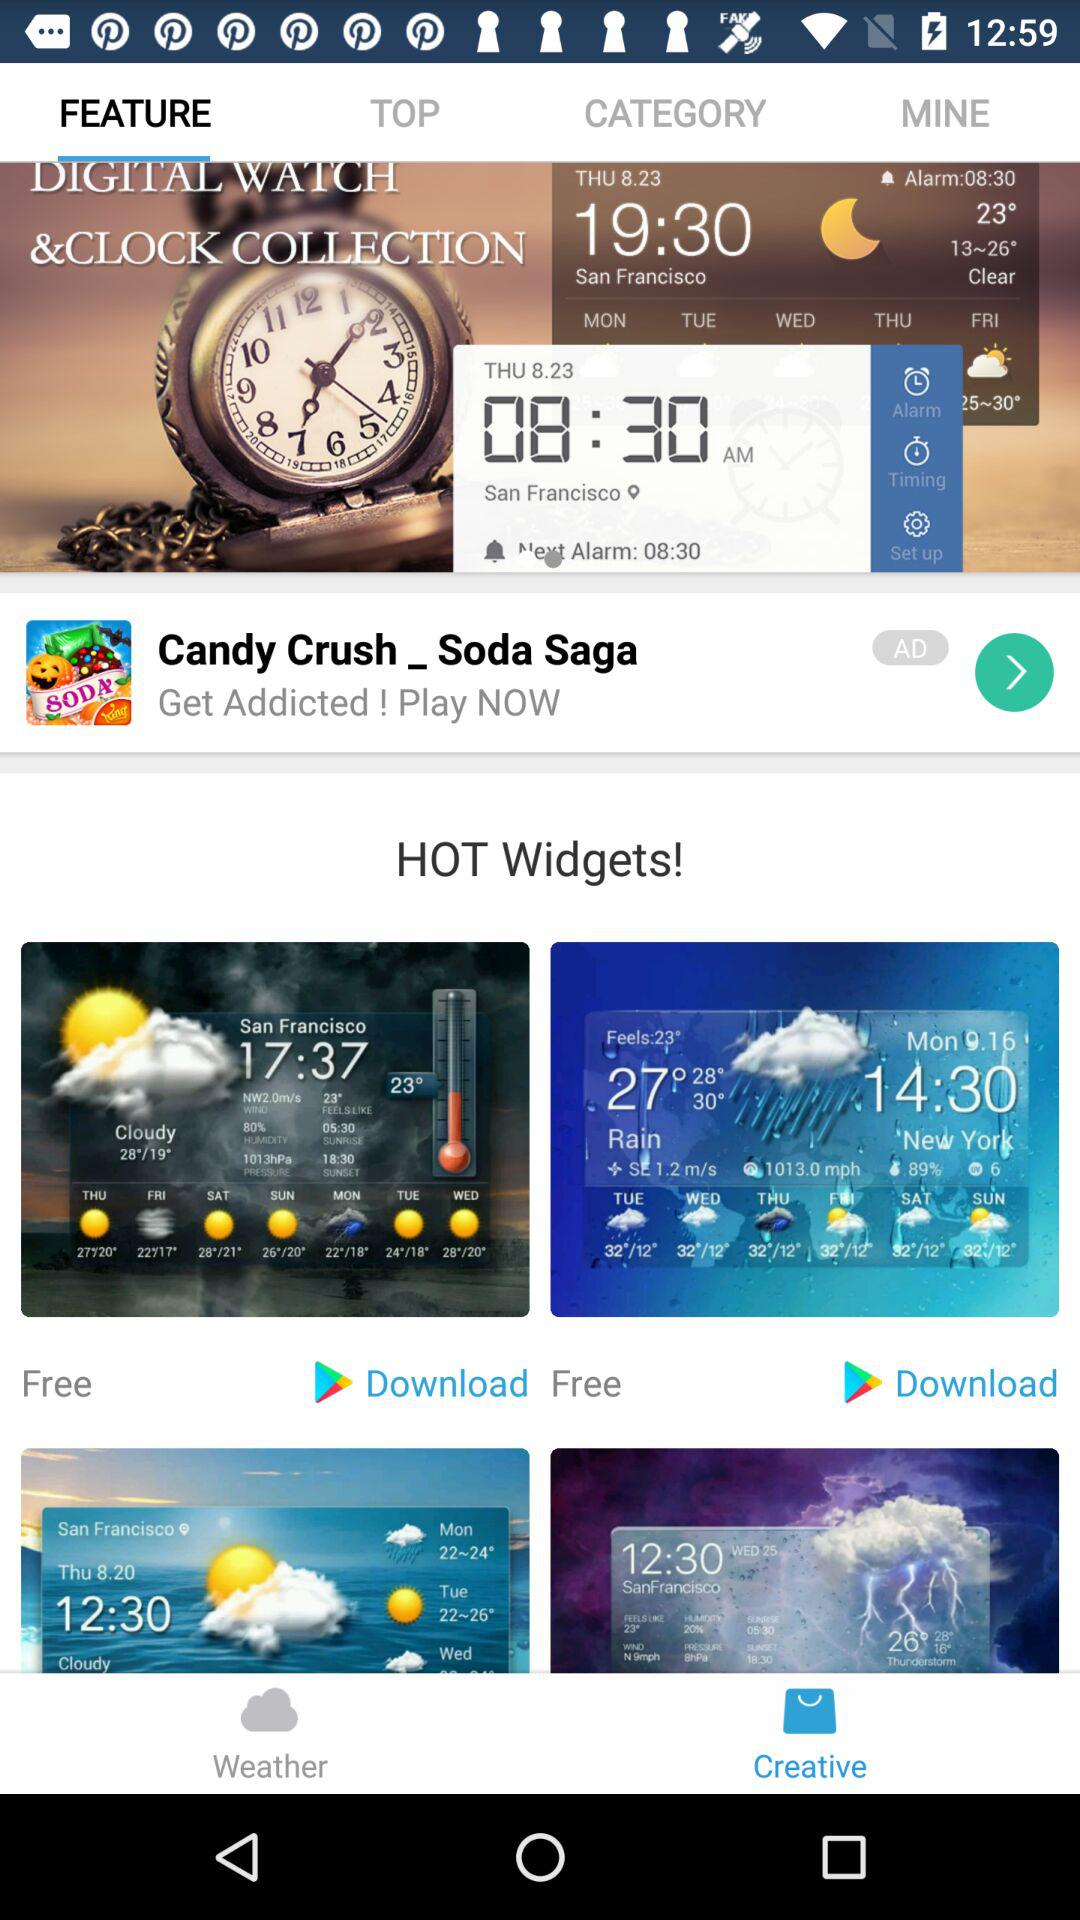 12:59
FEATURE TOP CATEGORY MINE
DIGITAL WATCH
&CLOCK COLLECTION
THU 8.23 Alarm:08:30
19:30 23°
13~26°
San Francisco Clear
MON TUE WED THU FRI
25~30°
THU 8.23
08:30 AM
San Francisco
Next Alarm: 08:30
Alarm
Timing
Set up
SODA
King
Candy Crush _ Soda Saga
AD
Get Addicted ! Play NOW
HOT Widgets!
San Francisco
17:37
23°
NW2.0m/s 23°
WIND FEELS LIKE
80% 05:30
HUMIDITY SUNRISE
1013hPa 18:30
PRESSURE SUNSET
Cloudy
28°/19°
THU FRI SAT SUN MON TUE WED
27°/20° 22°/17° 28°/21° 26°/20° 22°/18° 24°/18° 28°/20°
Feels:23° Mon 9.16
27° 28° 14:30
30°
Rain New York
SE 1.2 m/s 1013.0 mph 89% 6
TUE WED THU FRI SAT SUN
32°/12° 32°/12° 32°/12° 32°/12° 32°/12° 32°/12°
Free Download Free Download
San Francisco
Thu 8.20
12:30
Cloudy
Mon
22~24°
Tue
22~26°
Wed
12:30 WED 25
SanFrancisco
FEELS LIKE HUMIDITY SUNRISE
23° 20% 05:30
WIND PRESSURE SUNSET
N 9mph 8hPa 18:30
26° 28°
16°
Thunderstorm
Weather Creative